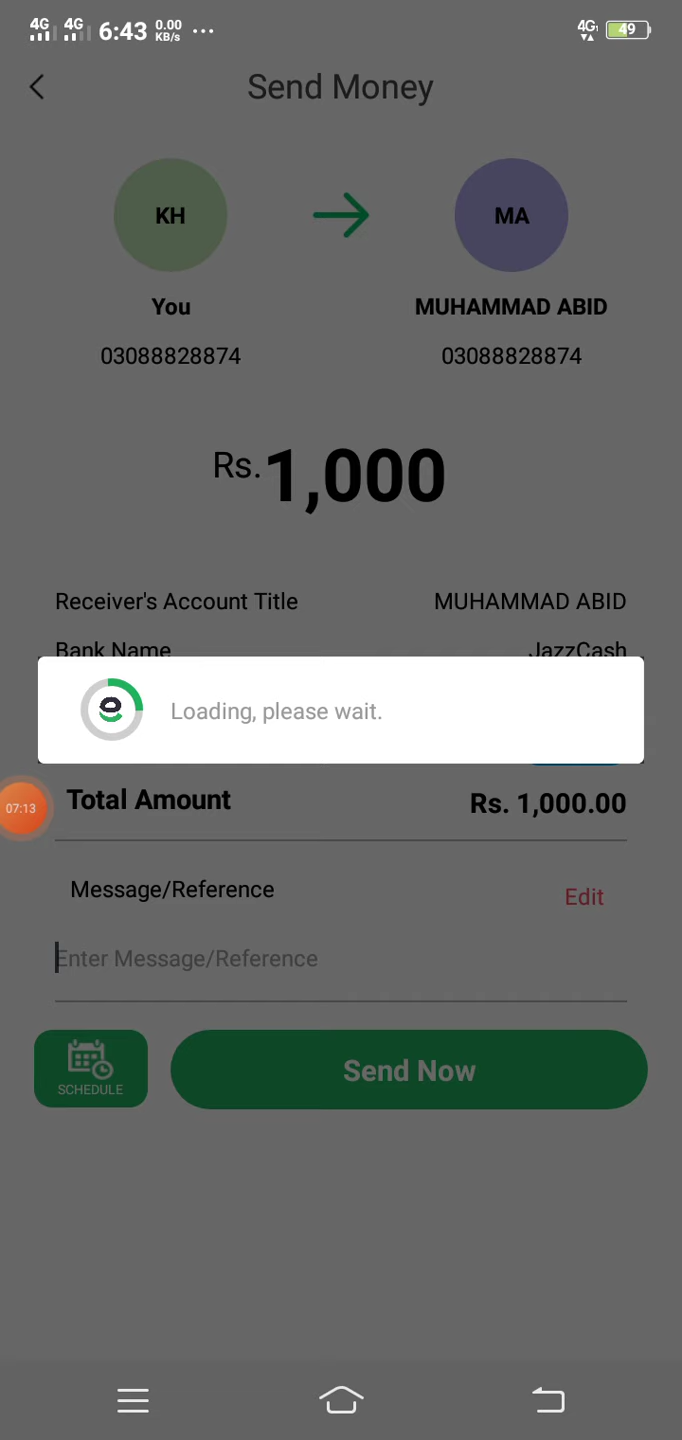 4G 4G 6:43 0.00 KB/s ... 4G 49
Send Money
KH MA
You MUHAMMAD ABID
03088828874 03088828874
Rs. 1,000
Receiver's Account Title MUHAMMAD ABID
Bank Name JazzCash
Loading, please wait.
07:13
Total Amount Rs. 1,000.00
Message/Reference Edit
Enter Message/Reference
SCHEDULE Send Now